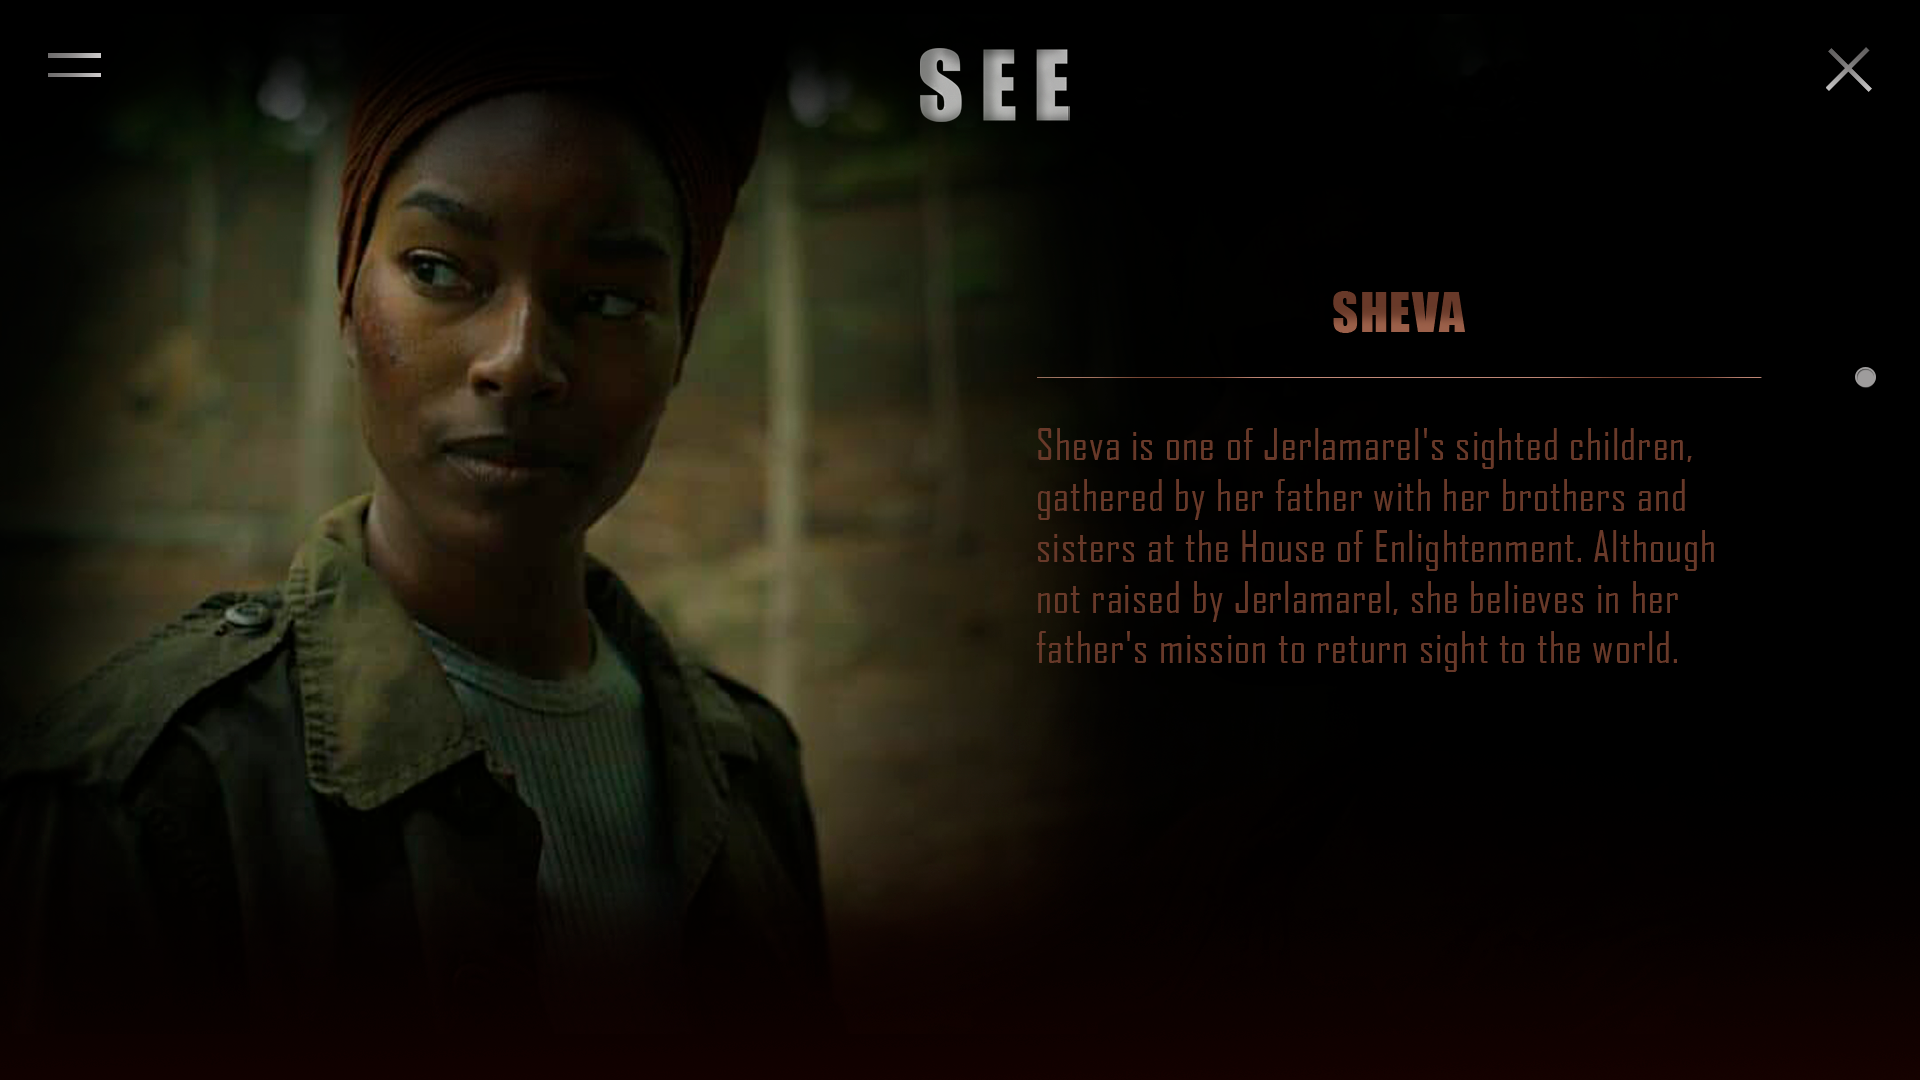 SEE
SHEVA
Sheva is one of Jerlamarel's sighted children,
gathered by her father with her brothers and
sisters at the House of Enlightenment. Although
not raised by Jerlamarel, she believes in her
father's mission to return sight to the world.